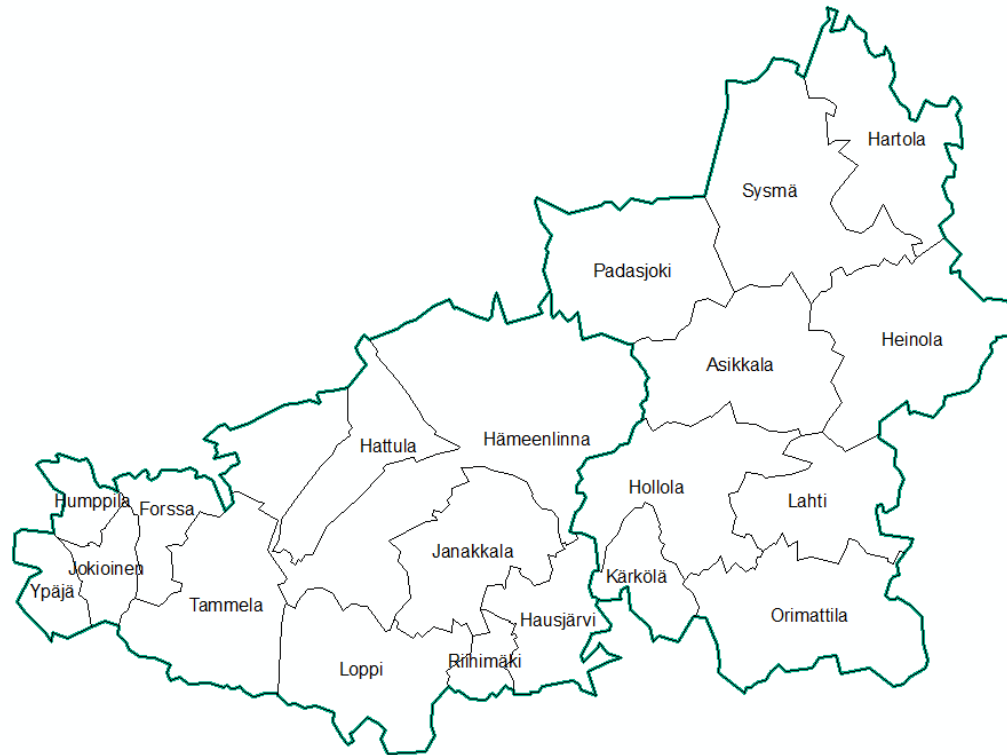 Hartola
Sysmä
Padasjoki
Heinola
Asikkala
Hattula
Hämeenlinna
Hollola
Lahti
Humppila
Forssa
Janakkala
Jokioinen
Kärkölä
Ypäjä
Tammela
Hausjärvi
Orimattila
Loppi
Riihimäki